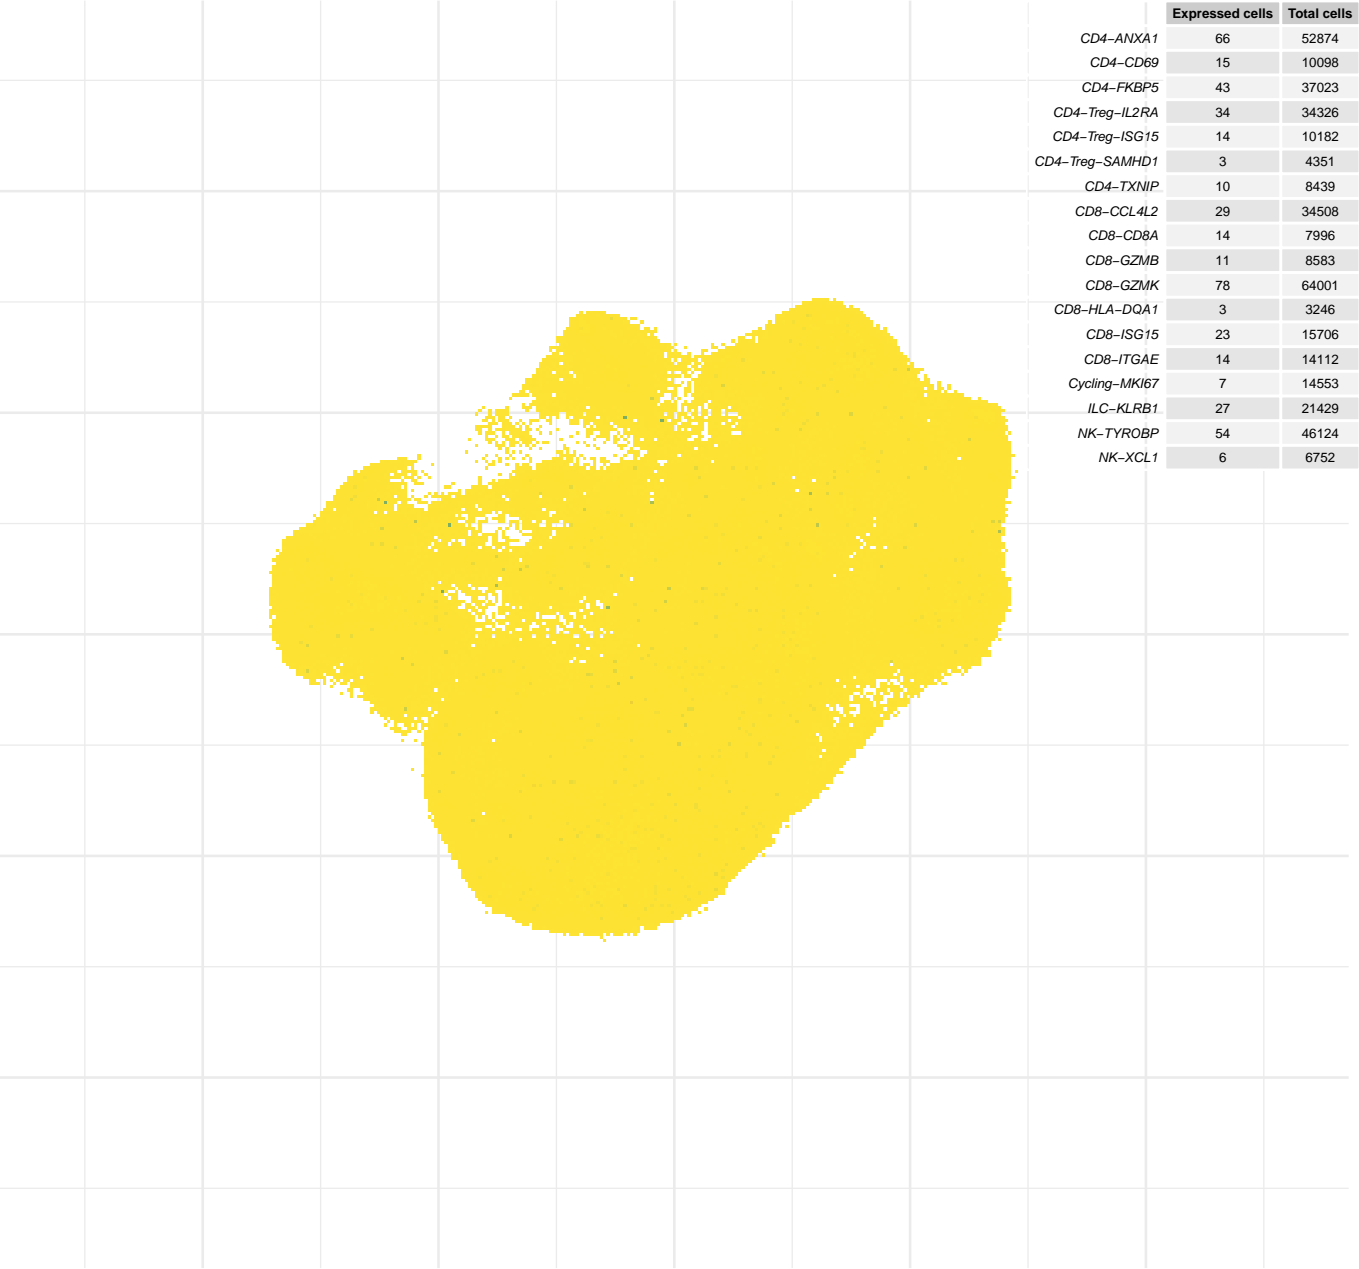 Expressed cells Total cells
CD4−ANXA1 66 52874
CD4−CD69 15 10098
CD4−FKBP5 43 37023
CD4−Treg−IL2RA 34 34326
CD4−Treg−ISG15 14 10182
CD4−Treg−SAMHD1 3 4351
CD4−TXNIP 10 8439
CD8−CCL4L2 29 34508
CD8−CD8A 14 7996
CD8−GZMB 11 8583
CD8−GZMK 78 64001
CD8−HLA−DQA1 3 3246
CD8−ISG15 23 15706
CD8−ITGAE 14 14112
Cycling−MKI67 7 14553
ILC−KLRB1 27 21429
NK−TYROBP 54 46124
NK−XCL1 6 6752